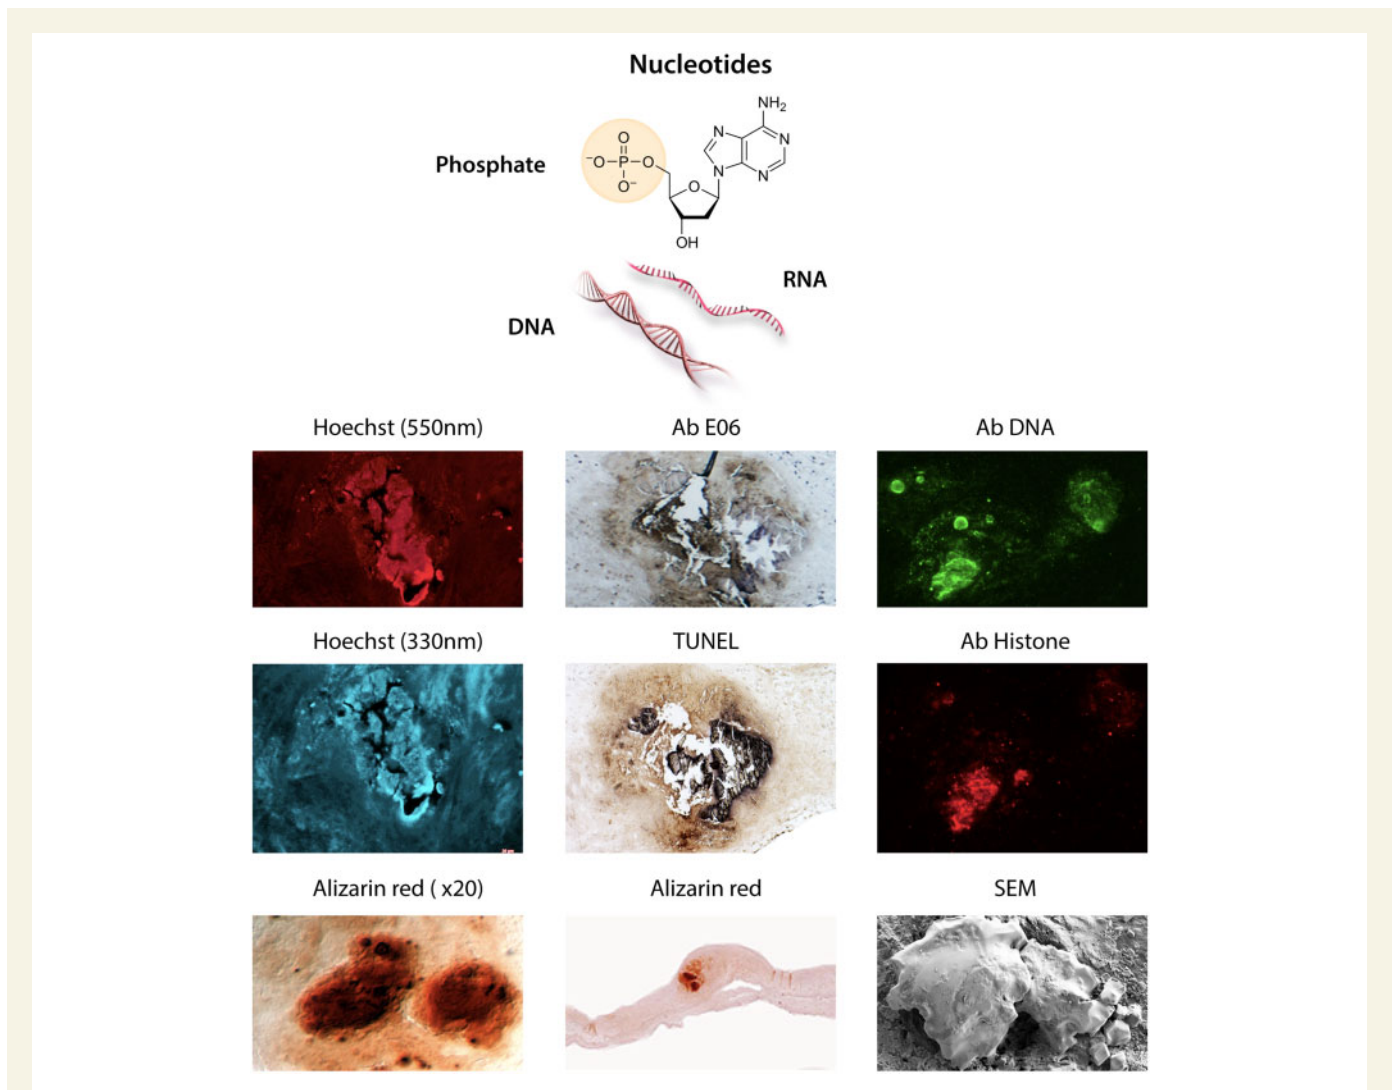 Nucleotides
NH₂
N
N
N
N
O
⁻O
P
O
O⁻
O
OH
Phosphate
RNA
DNA
Hoechst (550nm)
Ab E06
Ab DNA
Hoechst (330nm)
TUNEL
Ab Histone
Alizarin red ( x20)
Alizarin red
SEM